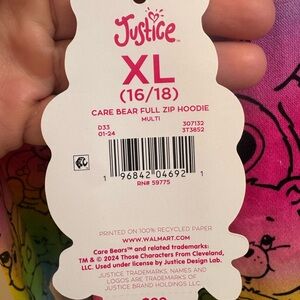 Justice
XL
(16/18)
CARE BEAR FULL ZIP HOODIE
MULTI
D33 307132
01-24 3T3852
1 96842 04692 1
RN# 59775
PRINTED ON 100% RECYCLED PAPER
WWW.WALMART.COM
Care Bears™ and related trademarks:
TM & © 2024 Those Characters From Cleveland,
LLC. Used under license by Justice Design Lab.
JUSTICE TRADEMARKS, NAMES AND
LOGOS ARE TRADEMARKS OF
JUSTICE BRAND HOLDINGS LLC